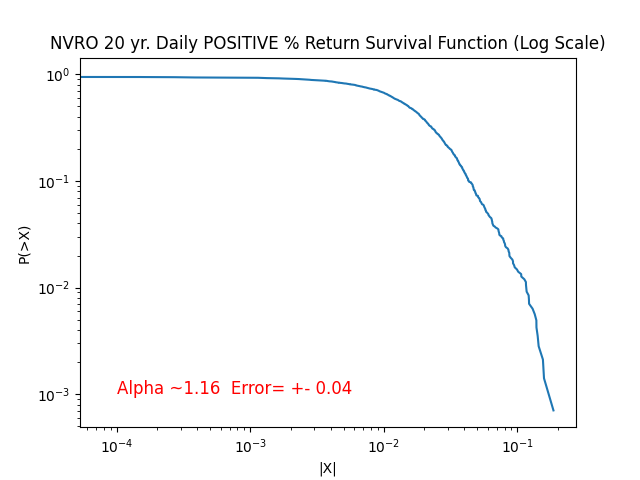 NVRO 20 yr. Daily POSITIVE % Return Survival Function (Log Scale)
10^0
10^-1
10^-2
10^-3
P(>X)
Alpha ~1.16  Error= +- 0.04
10^-4
10^-3
10^-2
10^-1
|X|